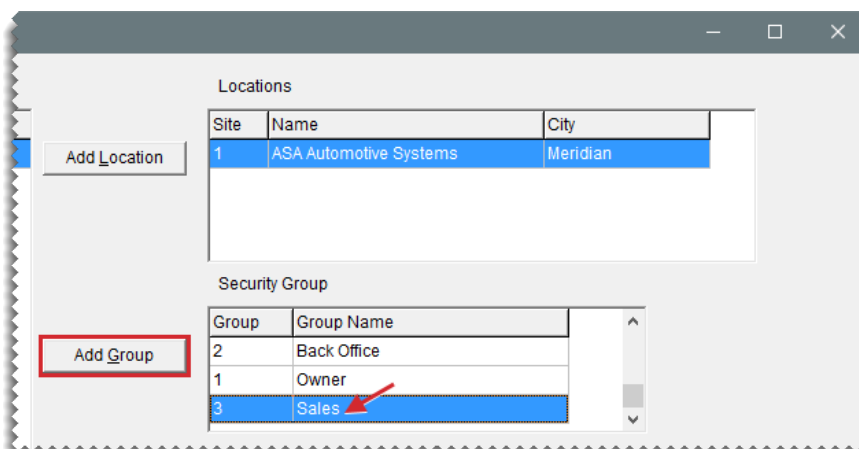 Locations
Site Name City
Add Location
1 ASA Automotive Systems Meridian
Security Group
Group Group Name
Add Group
2 Back Office
1 Owner
3 Sales